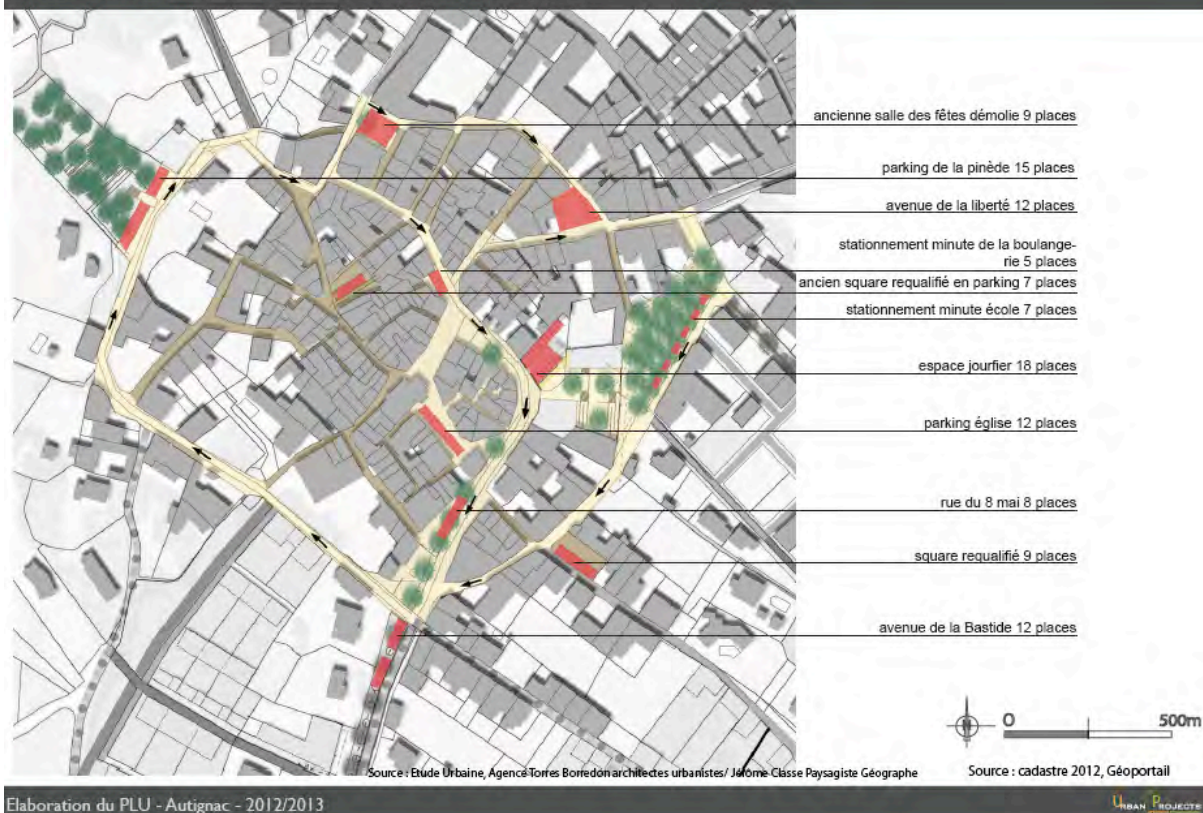 ancienne salle des fêtes démolie 9 places
parking de la pinède 15 places
avenue de la liberté 12 places
stationnement minute de la boulange-
rie 5 places
ancien square requalifié en parking 7 places
stationnement minute école 7 places
espace jourfier 18 places
parking église 12 places
rue du 8 mai 8 places
square requalifié 9 places
avenue de la Bastide 12 places
N
0 500m
Source : Etude Urbaine, Agence Torres Borredon architectes urbanistes/ Jérôme Classe Paysagiste Géographe
Source : cadastre 2012, Géoportail
Elaboration du PLU - Autignac - 2012/2013
URBAN PROJECTS